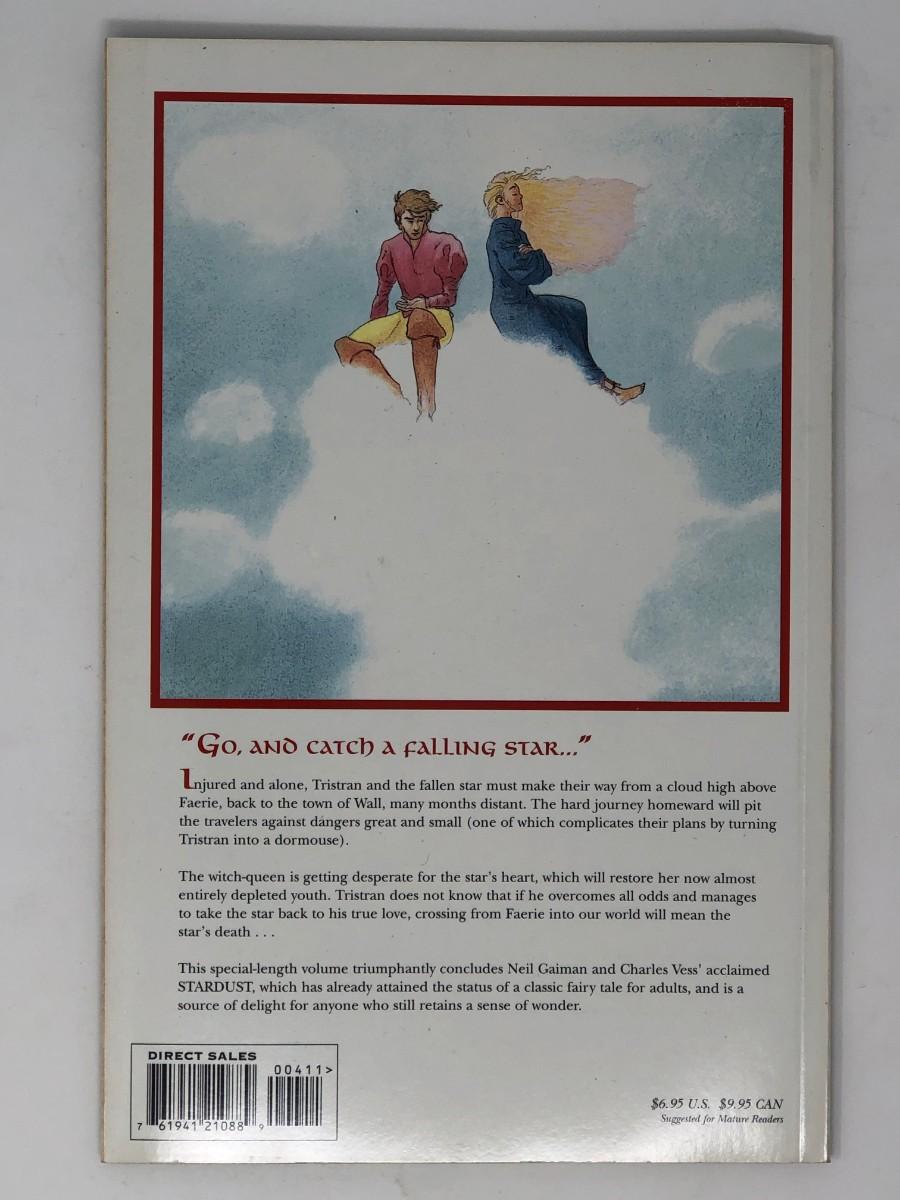 "Go, and catch a falling star..."
Injured and alone, Tristran and the fallen star must make their way from a cloud high above
Faerie, back to the town of Wall, many months distant. The hard journey homeward will pit
the travelers against dangers great and small (one of which complicates their plans by turning
Tristran into a dormouse).
The witch-queen is getting desperate for the star's heart, which will restore her now almost
entirely depleted youth. Tristran does not know that if he overcomes all odds and manages
to take the star back to his true love, crossing from Faerie into our world will mean the
star's death . . .
This special-length volume triumphantly concludes Neil Gaiman and Charles Vess' acclaimed
STARDUST, which has already attained the status of a classic fairy tale for adults, and is a
source of delight for anyone who still retains a sense of wonder.
DIRECT SALES
00411>
7 61941 21088 9
$6.95 U.S. $9.95 CAN
Suggested for Mature Readers